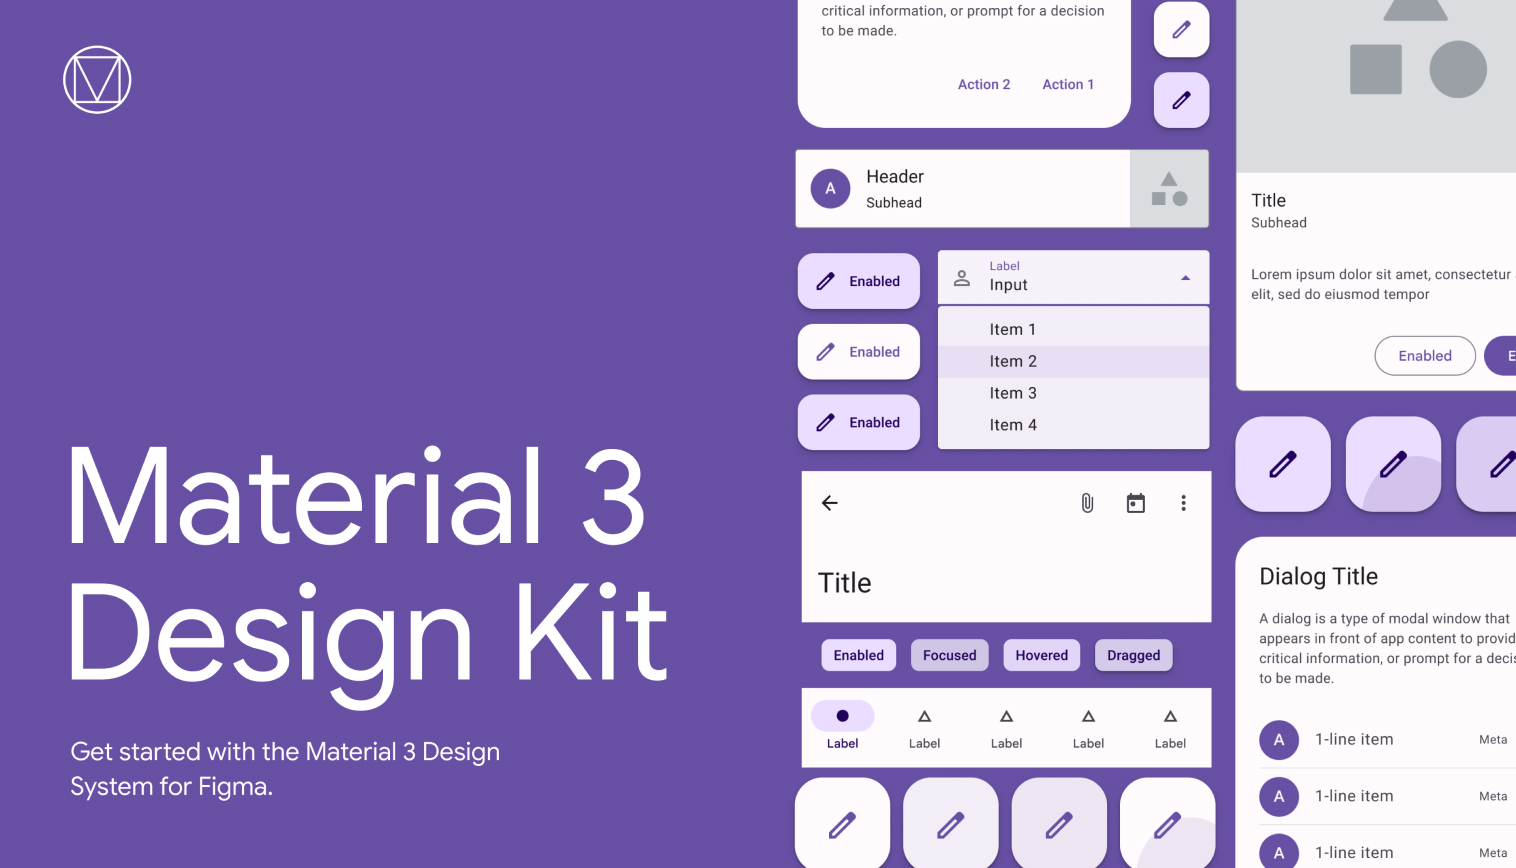 Material 3
Design Kit
Get started with the Material 3 Design
System for Figma.
critical information, or prompt for a decision
to be made.
Action 2
Action 1
A
Header
Subhead
Enabled
Enabled
Enabled
Label
Input
Item 1
Item 2
Item 3
Item 4
Title
Enabled
Focused
Hovered
Dragged
Label
Label
Label
Label
Label
Title
Subhead
Lorem ipsum dolor sit amet, consectetur
elit, sed do eiusmod tempor
Enabled
E
Dialog Title
A dialog is a type of modal window that
appears in front of app content to provid
critical information, or prompt for a decis
to be made.
A
1-line item
Meta
A
1-line item
Meta
A
1-line item
Meta